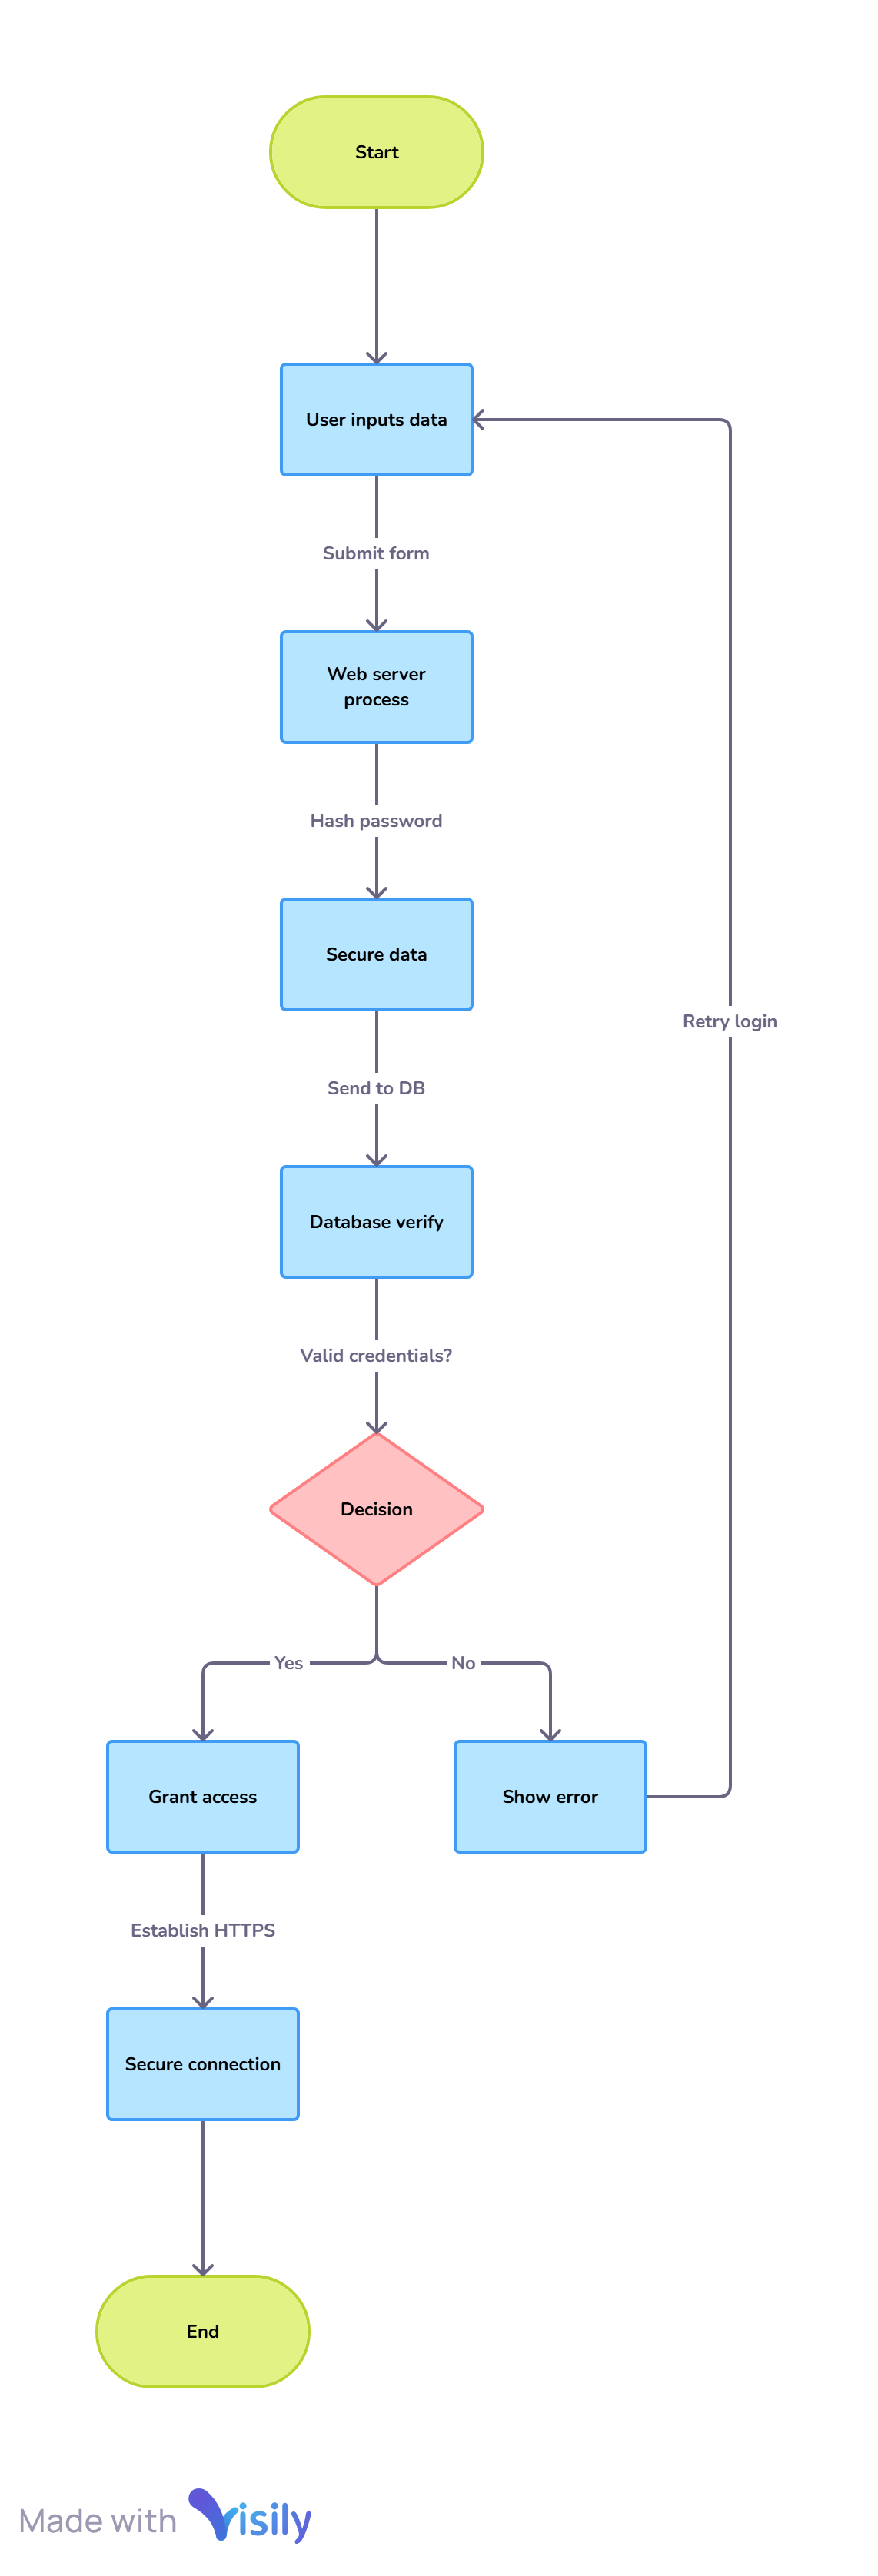 Start
User inputs data
Submit form
Web server
process
Hash password
Secure data
Retry login
Send to DB
Database verify
Valid credentials?
Decision
Yes
No
Grant access
Show error
Establish HTTPS
Secure connection
End
Made with Visily